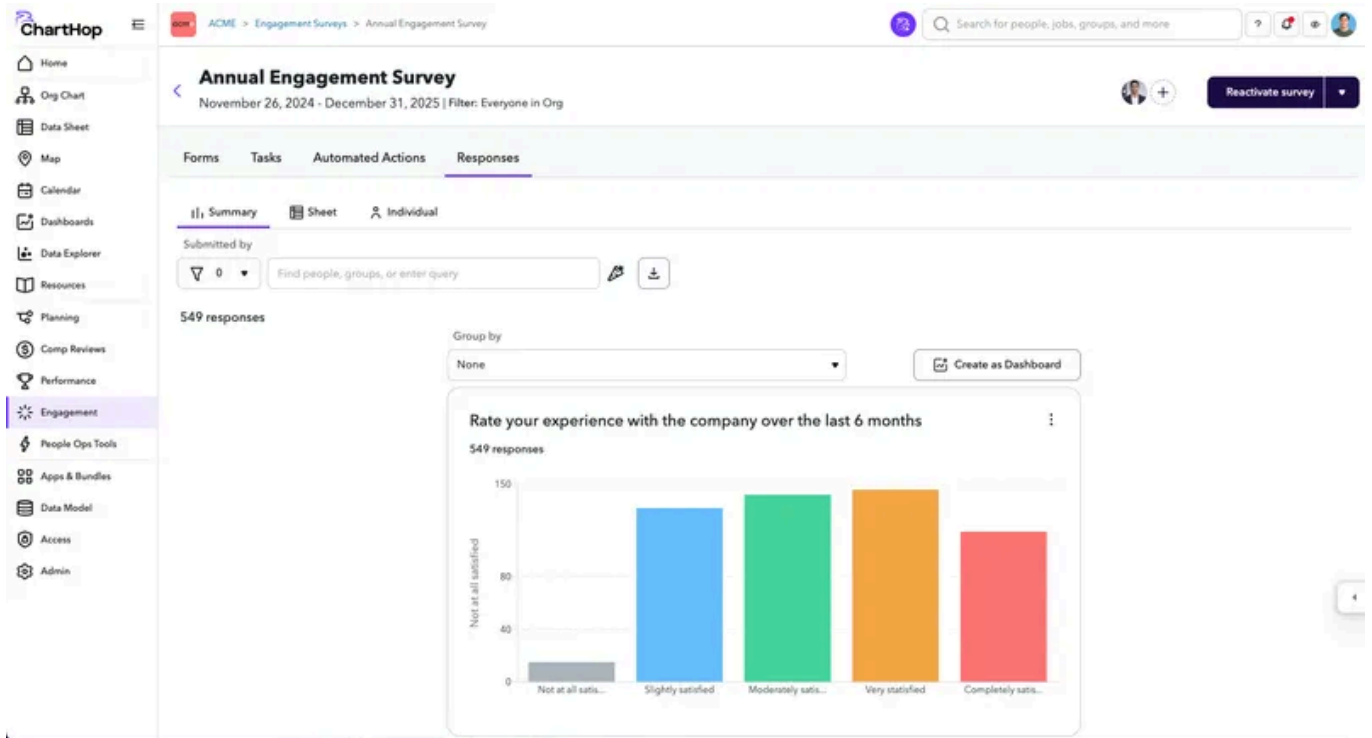 ChartHop
ACME > Engagement Surveys > Annual Engagement Survey
Search for people, jobs, groups, and more
?
Home
Org Chart
Data Sheet
Map
Calendar
Dashboards
Data Explorer
Resources
Planning
Comp Reviews
Performance
Engagement
People Ops Tools
Apps & Bundles
Data Model
Access
Admin
Annual Engagement Survey
November 26, 2024 - December 31, 2025 | Filter: Everyone in Org
+
Reactivate survey
Forms Tasks Automated Actions Responses
Summary Sheet Individual
Submitted by
0
Find people, groups, or enter query
549 responses
Group by
None
Create as Dashboard
Rate your experience with the company over the last 6 months
549 responses
Not at all satisfied
150
80
40
0
Not at all satis... Slightly satisfied Moderately satis... Very statisfied Completely satis...